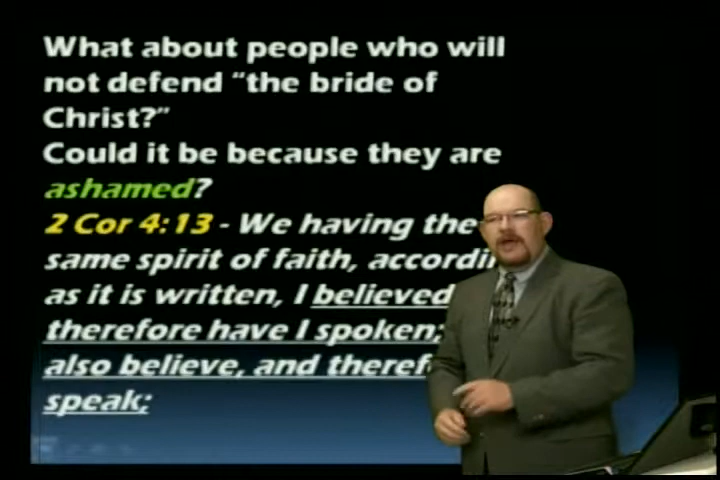 What about people who will
not defend “the bride of
Christ?”
Could it be because they are
ashamed?
2 Cor 4:13 - We having the
same spirit of faith,
as it is written, I believed
therefore have I spoken;
also believe, and
speak;